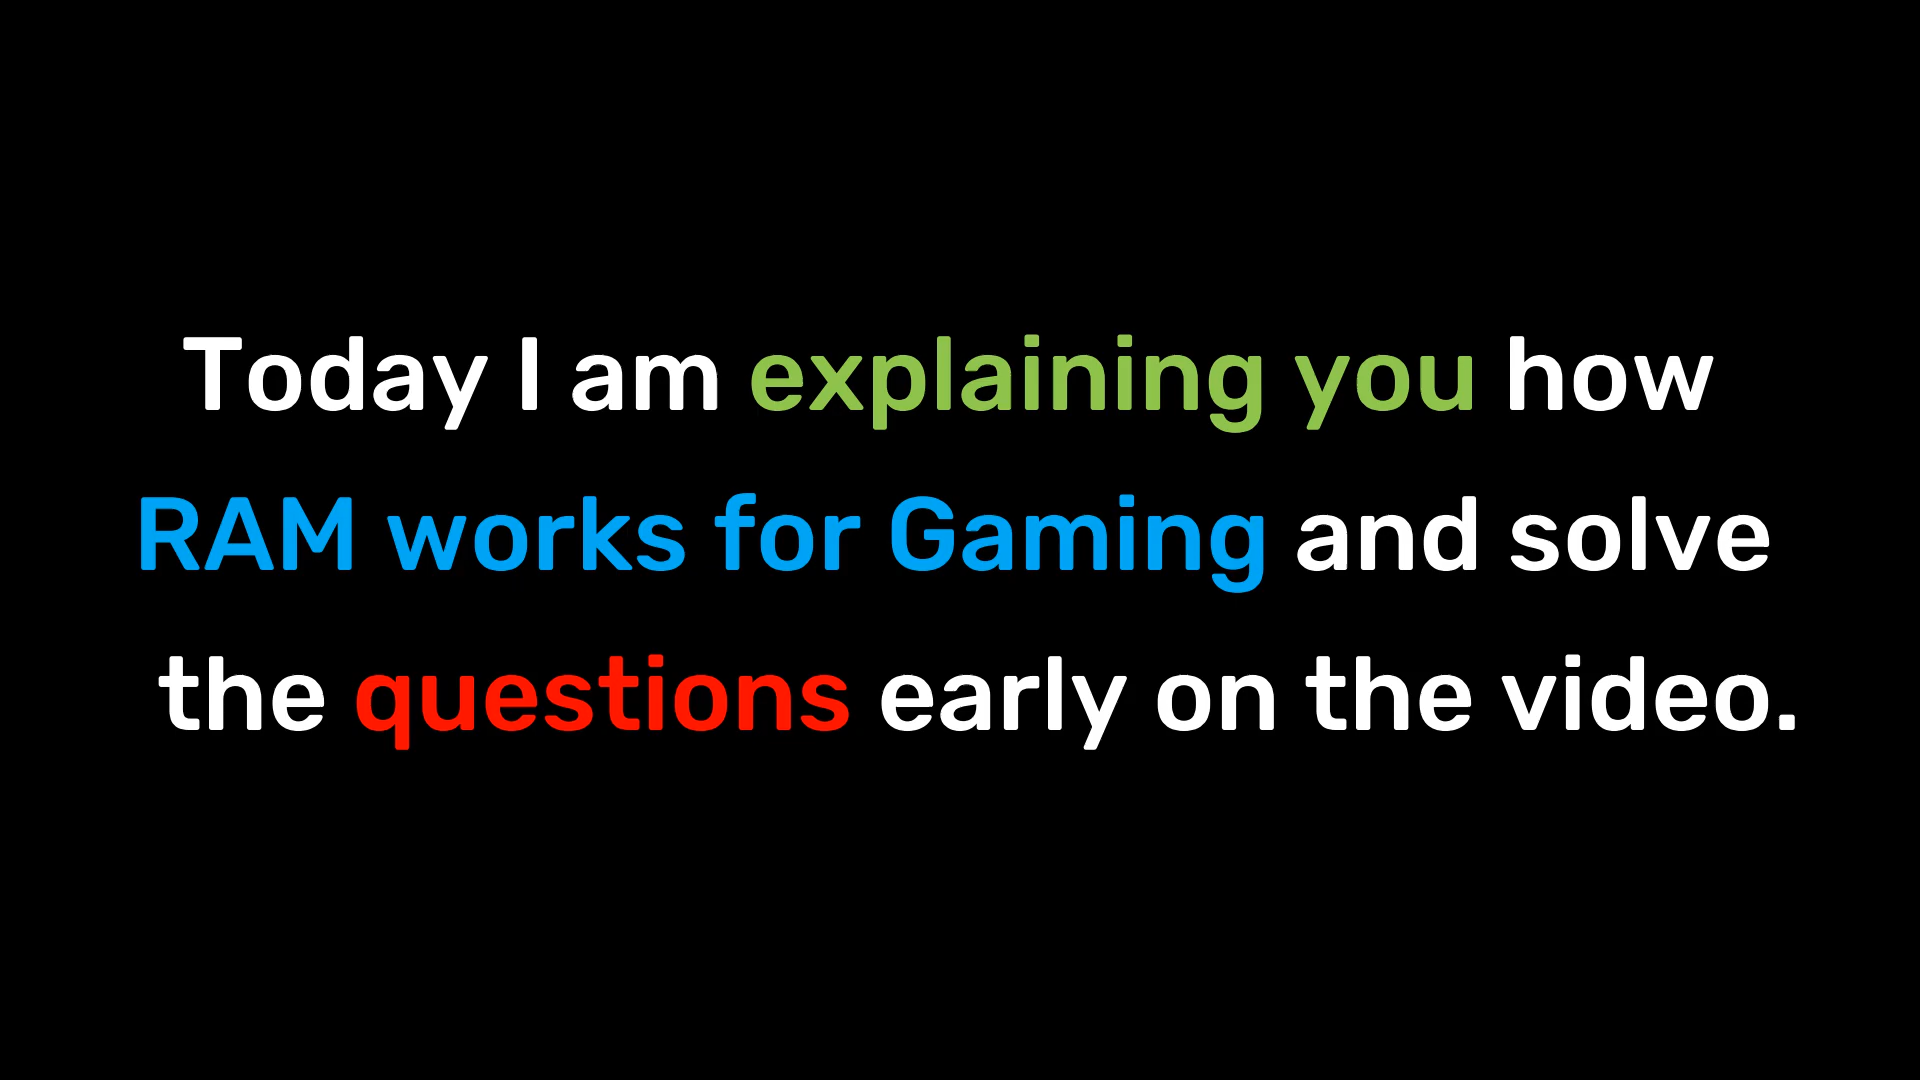 Today I am explaining you how
RAM works for Gaming and solve
the questions early on the video.